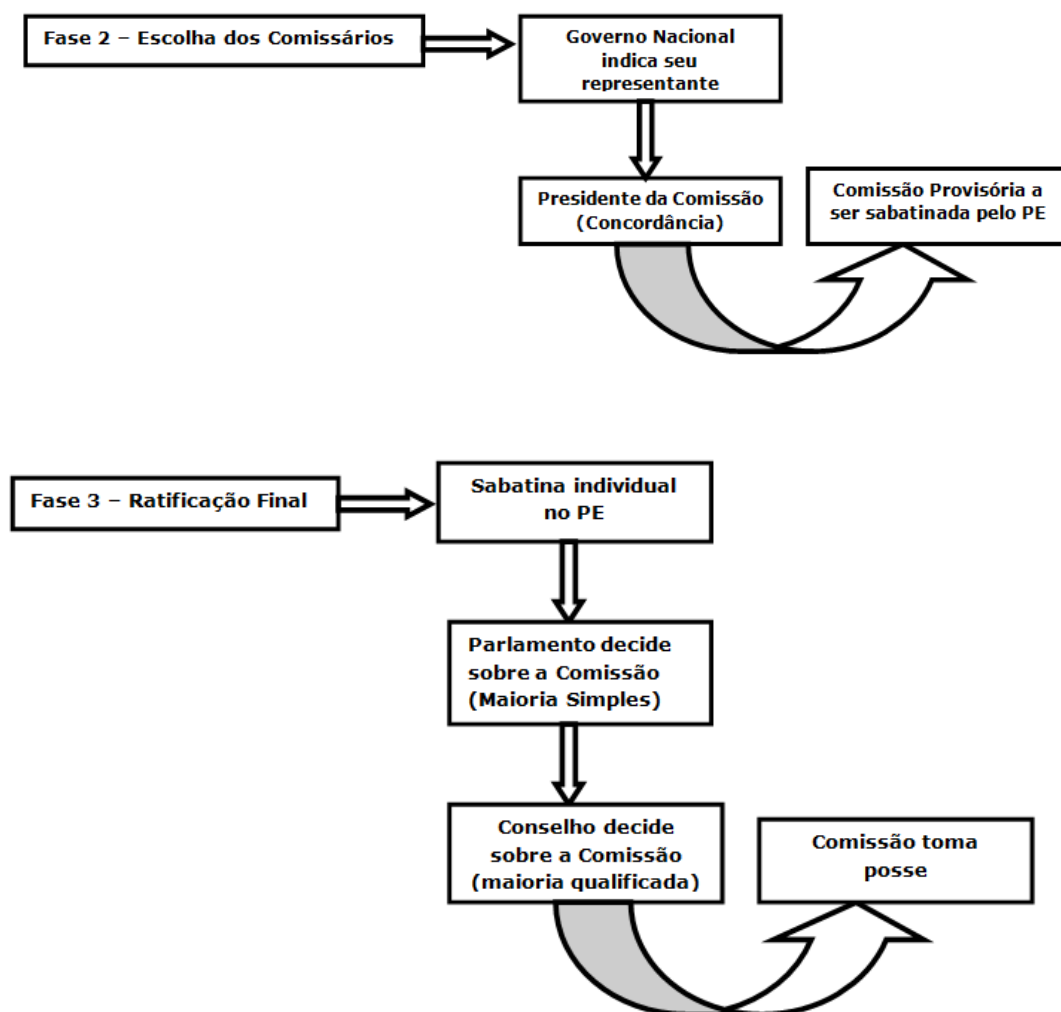 Fase 2 – Escolha dos Comissários
Governo Nacional
indica seu
representante
Presidente da Comissão
(Concordância)
Comissão Provisória a
ser sabatinada pelo PE
Fase 3 – Ratificação Final
Sabatina individual
no PE
Parlamento decide
sobre a Comissão
(Maioria Simples)
Conselho decide
sobre a Comissão
(maioria qualificada)
Comissão toma
posse